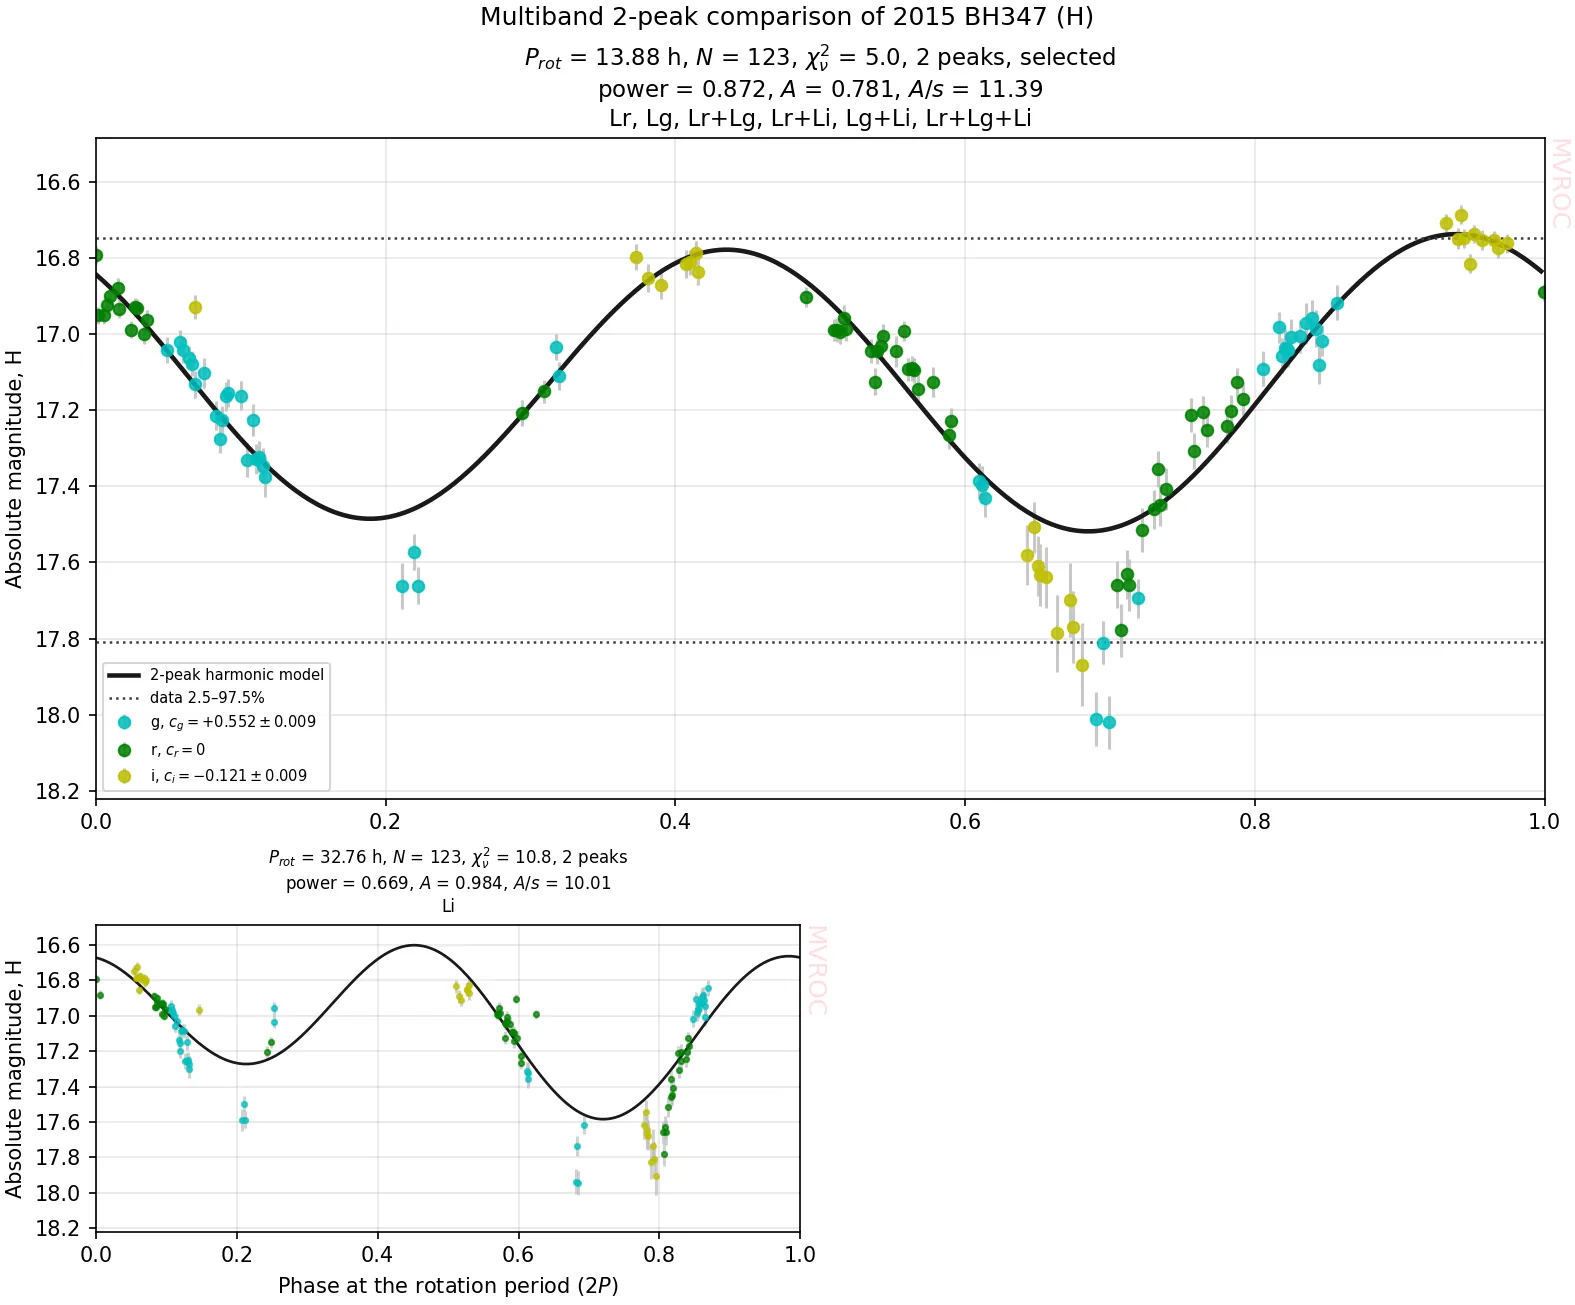 Multiband 2-peak comparison of 2015 BH347 (H)
P_rot = 13.88 h, N = 123, χ²_ν = 5.0, 2 peaks, selected
power = 0.872, A = 0.781, A/s = 11.39
Lr, Lg, Lr+Lg, Lr+Li, Lg+Li, Lr+Lg+Li
MVROC
Absolute magnitude, H
16.6
16.8
17.0
17.2
17.4
17.6
17.8
18.0
18.2
2-peak harmonic model
data 2.5–97.5%
g, c_g = +0.552 ± 0.009
r, c_r = 0
i, c_i = −0.121 ± 0.009
0.0 0.2 0.4 0.6 0.8 1.0
P_rot = 32.76 h, N = 123, χ²_ν = 10.8, 2 peaks
power = 0.669, A = 0.984, A/s = 10.01
Li
MVROC
Absolute magnitude, H
16.6
16.8
17.0
17.2
17.4
17.6
17.8
18.0
18.2
0.0 0.2 0.4 0.6 0.8 1.0
Phase at the rotation period (2P)